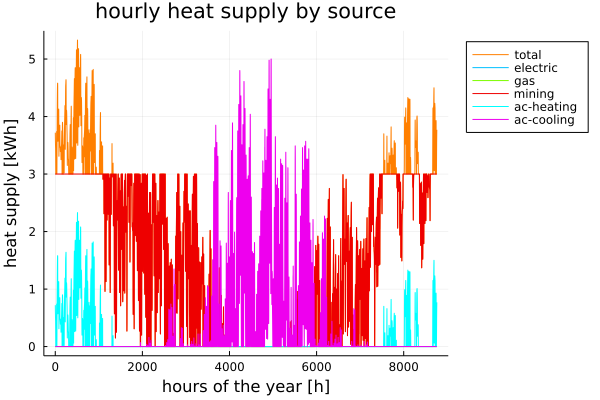 hourly heat supply by source
heat supply [kWh]
5
4
3
2
1
0
0 2000 4000 6000 8000
hours of the year [h]
total
electric
gas
mining
ac-heating
ac-cooling